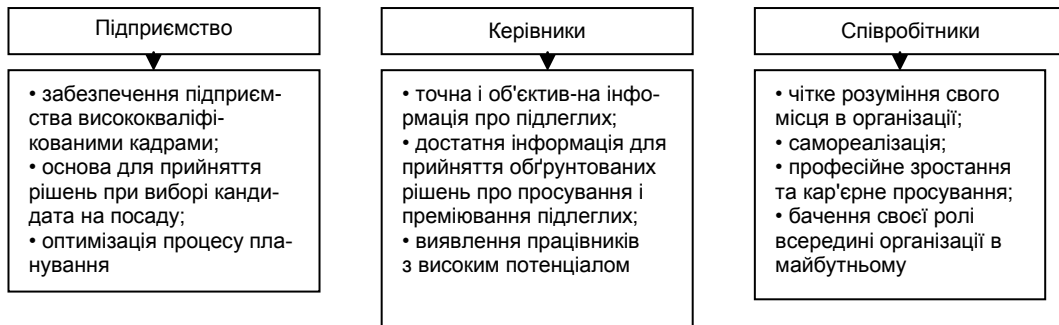 Підприємство
• забезпечення підприєм-
ства висококваліфі-
кованими кадрами;
• основа для прийняття
рішень при виборі канди-
дата на посаду;
• оптимізація процесу пла-
нування
Керівники
• точна і об'єктив-на інфо-
рмація про підлеглих;
• достатня інформація для
прийняття обґрунтованих
рішень про просування і
преміювання підлеглих;
• виявлення працівників
з високим потенціалом
Співробітники
• чітке розуміння свого
місця в організації;
• самореалізація;
• професійне зростання
та кар'єрне просування;
• бачення своєї ролі
всередині організації в
майбутньому